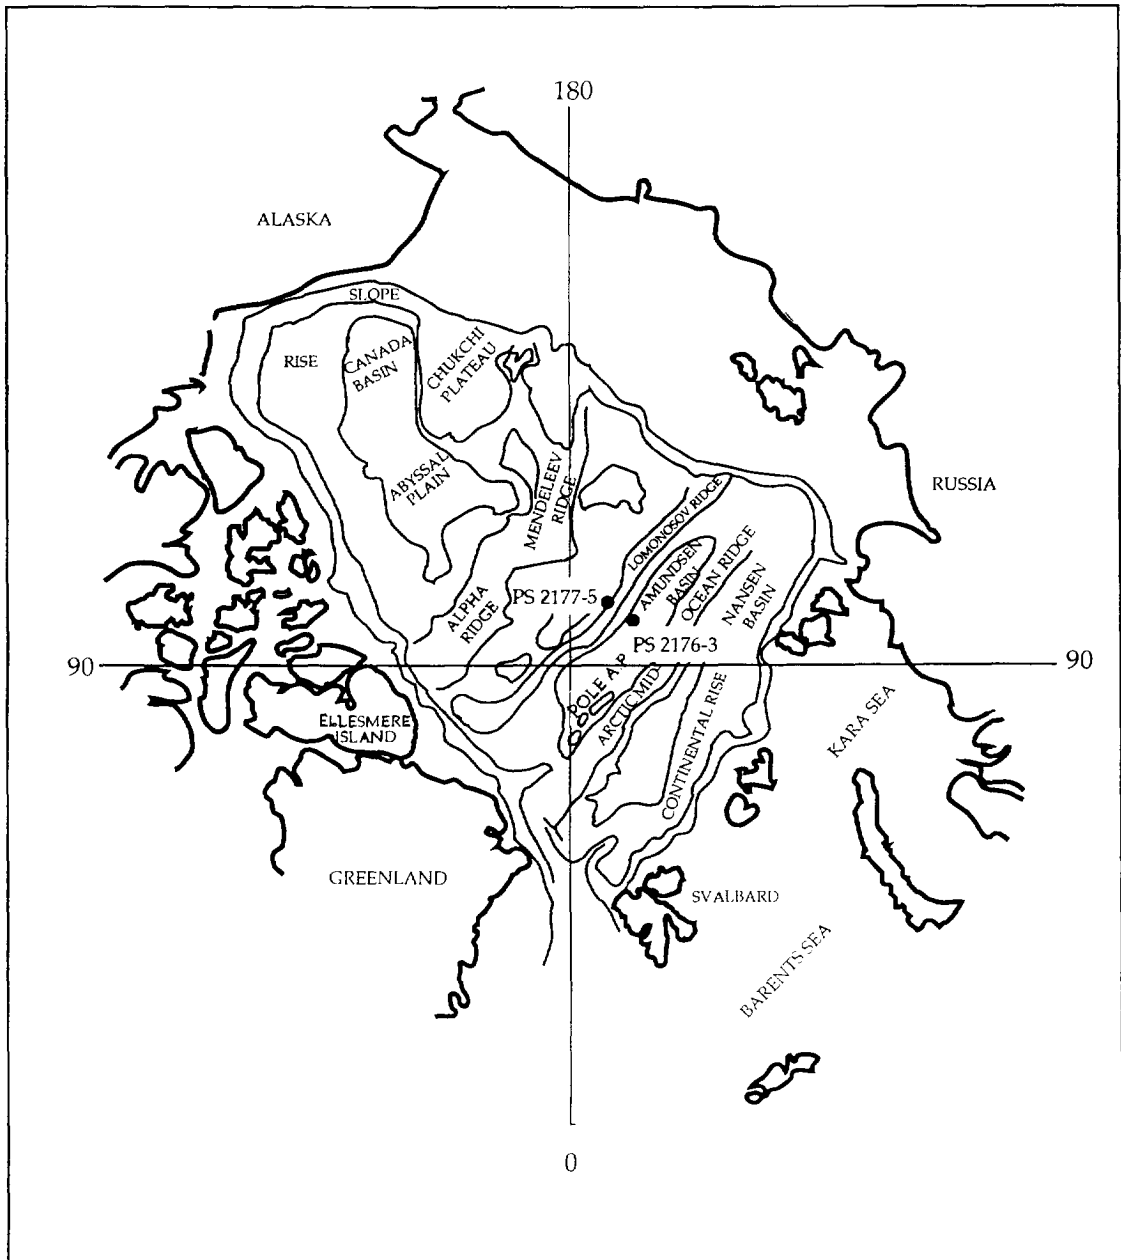 180
ALASKA
SLOPE
RISE
CANADA
BASIN
CHUKCHI
PLATEAU
ABYSSAL
PLAIN
MENDELEEV
RIDGE
RUSSIA
LOMONOSOV RIDGE
AMUNDSEN
BASIN
OCEAN RIDGE
NANSEN
BASIN
ALPHA
RIDGE
PS 2177-5
PS 2176-3
90
90
POLE A.P
ARCTIC MID
CONTINENTAL RISE
KARA SEA
ELLESMERE
ISLAND
GREENLAND
SVALBARD
BARENTS SEA
0